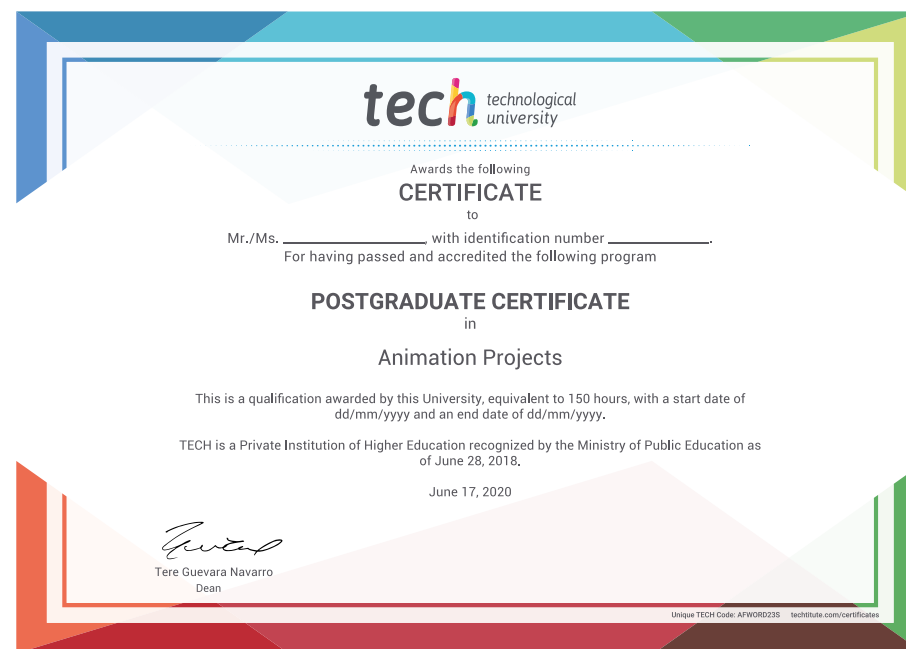 tech technological
university
Awards the following
CERTIFICATE
to
Mr./Ms. ____________, with identification number ____________.
For having passed and accredited the following program
POSTGRADUATE CERTIFICATE
in
Animation Projects
This is a qualification awarded by this University, equivalent to 150 hours, with a start date of
dd/mm/yyyy and an end date of dd/mm/yyyy.
TECH is a Private Institution of Higher Education recognized by the Ministry of Public Education as
of June 28, 2018.
June 17, 2020
Tere Guevara Navarro
Dean
Unique TECH Code: AFWORD23S techtitute.com/certificates